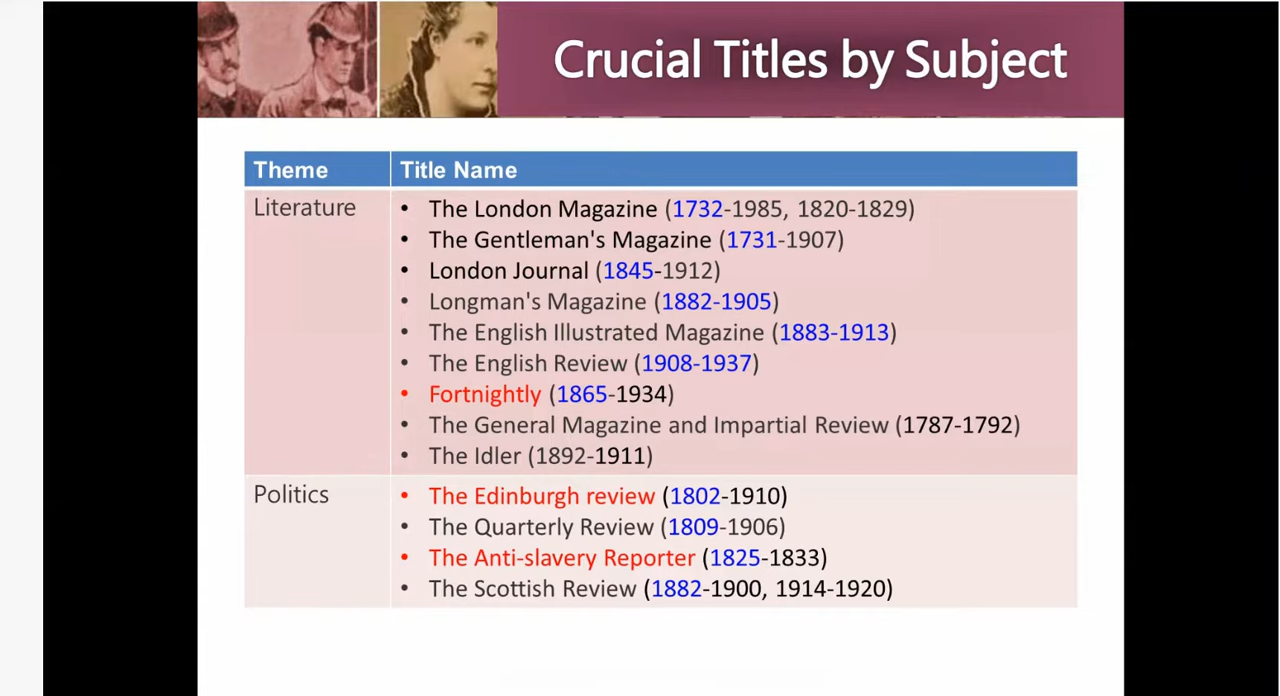 Crucial Titles by Subject
Theme Title Name
Literature
• The London Magazine (1732-1985, 1820-1829)
• The Gentleman's Magazine (1731-1907)
• London Journal (1845-1912)
• Longman's Magazine (1882-1905)
• The English Illustrated Magazine (1883-1913)
• The English Review (1908-1937)
• Fortnightly (1865-1934)
• The General Magazine and Impartial Review (1787-1792)
• The Idler (1892-1911)
Politics
• The Edinburgh review (1802-1910)
• The Quarterly Review (1809-1906)
• The Anti-slavery Reporter (1825-1833)
• The Scottish Review (1882-1900, 1914-1920)